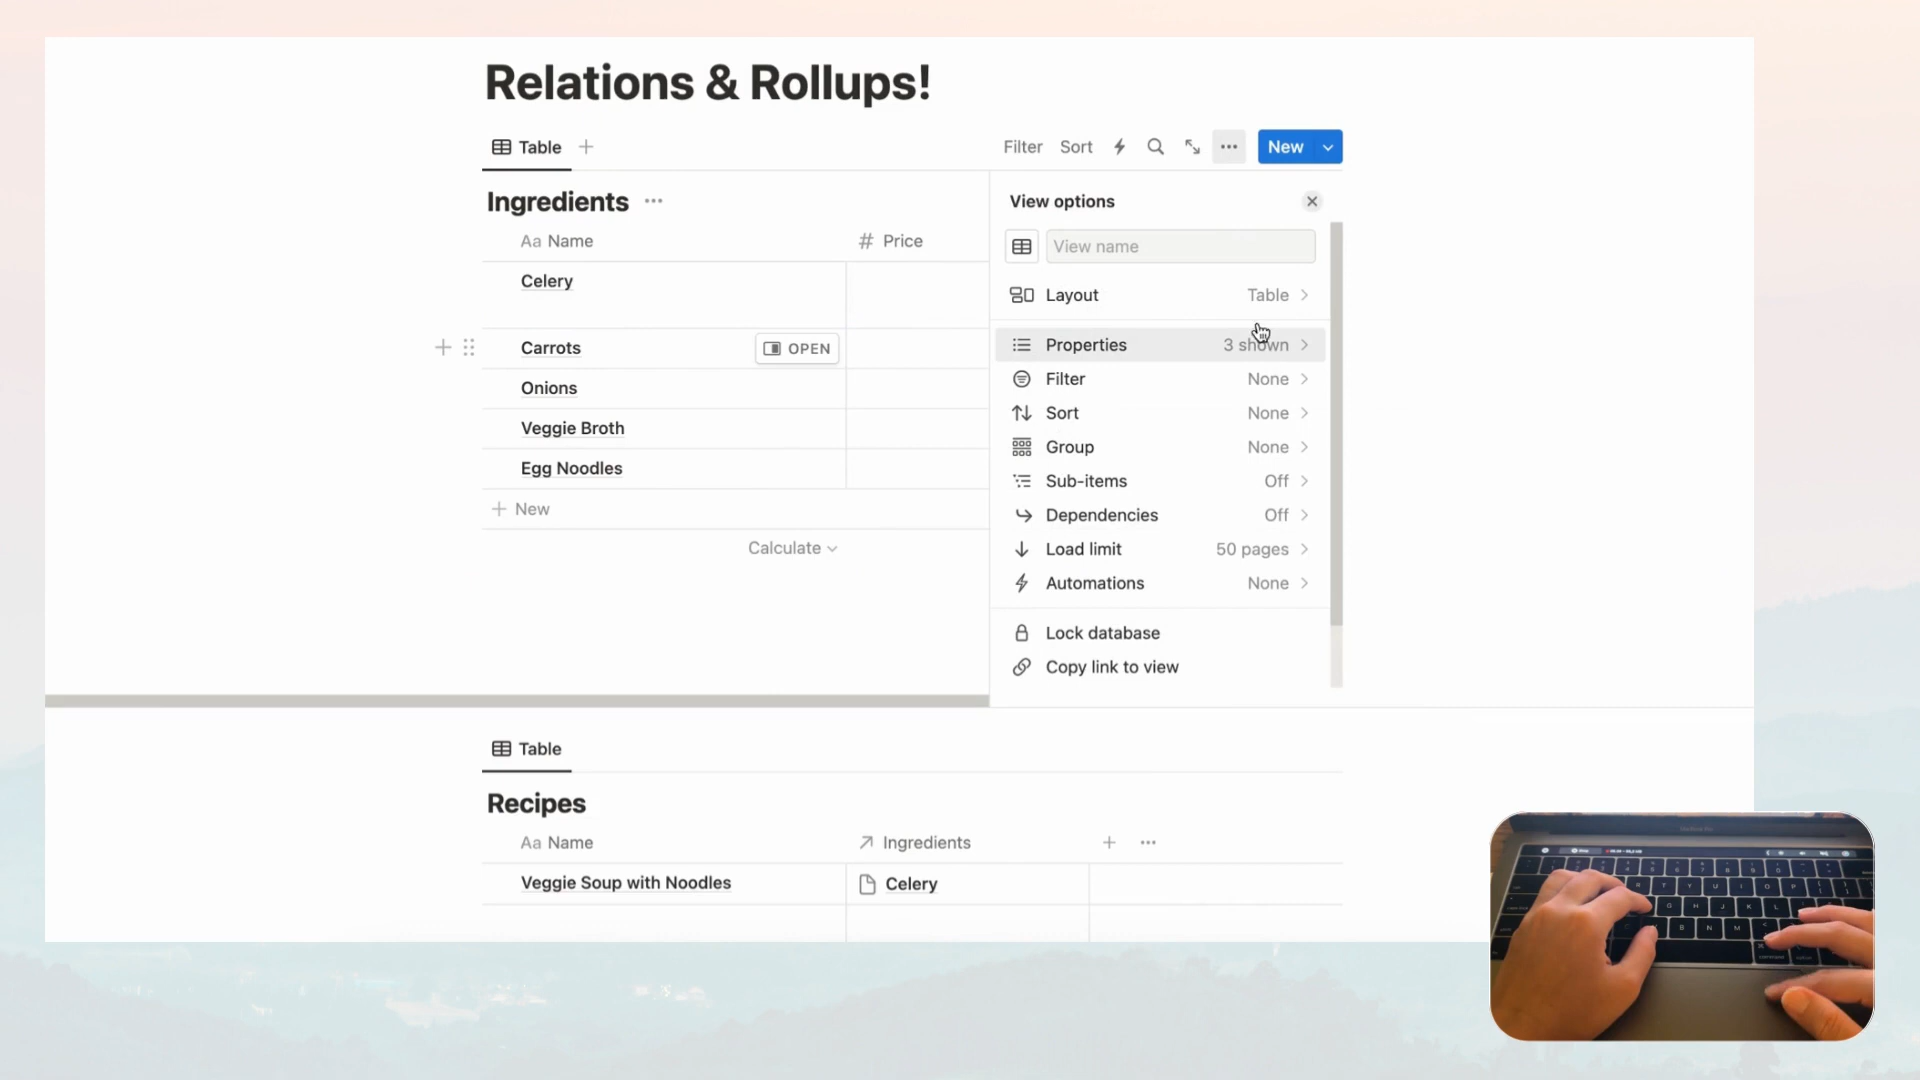 Relations & Rollups!
Table
Filter Sort New
Ingredients
View options
Aa Name # Price
View name
Celery
Layout Table
Carrots OPEN
Properties 3 shown
Onions
Filter None
Sort None
Veggie Broth
Group None
Egg Noodles
Sub-items Off
New
Dependencies Off
Calculate
Load limit 50 pages
Automations None
Lock database
Copy link to view
Table
Recipes
Aa Name Ingredients
Veggie Soup with Noodles Celery